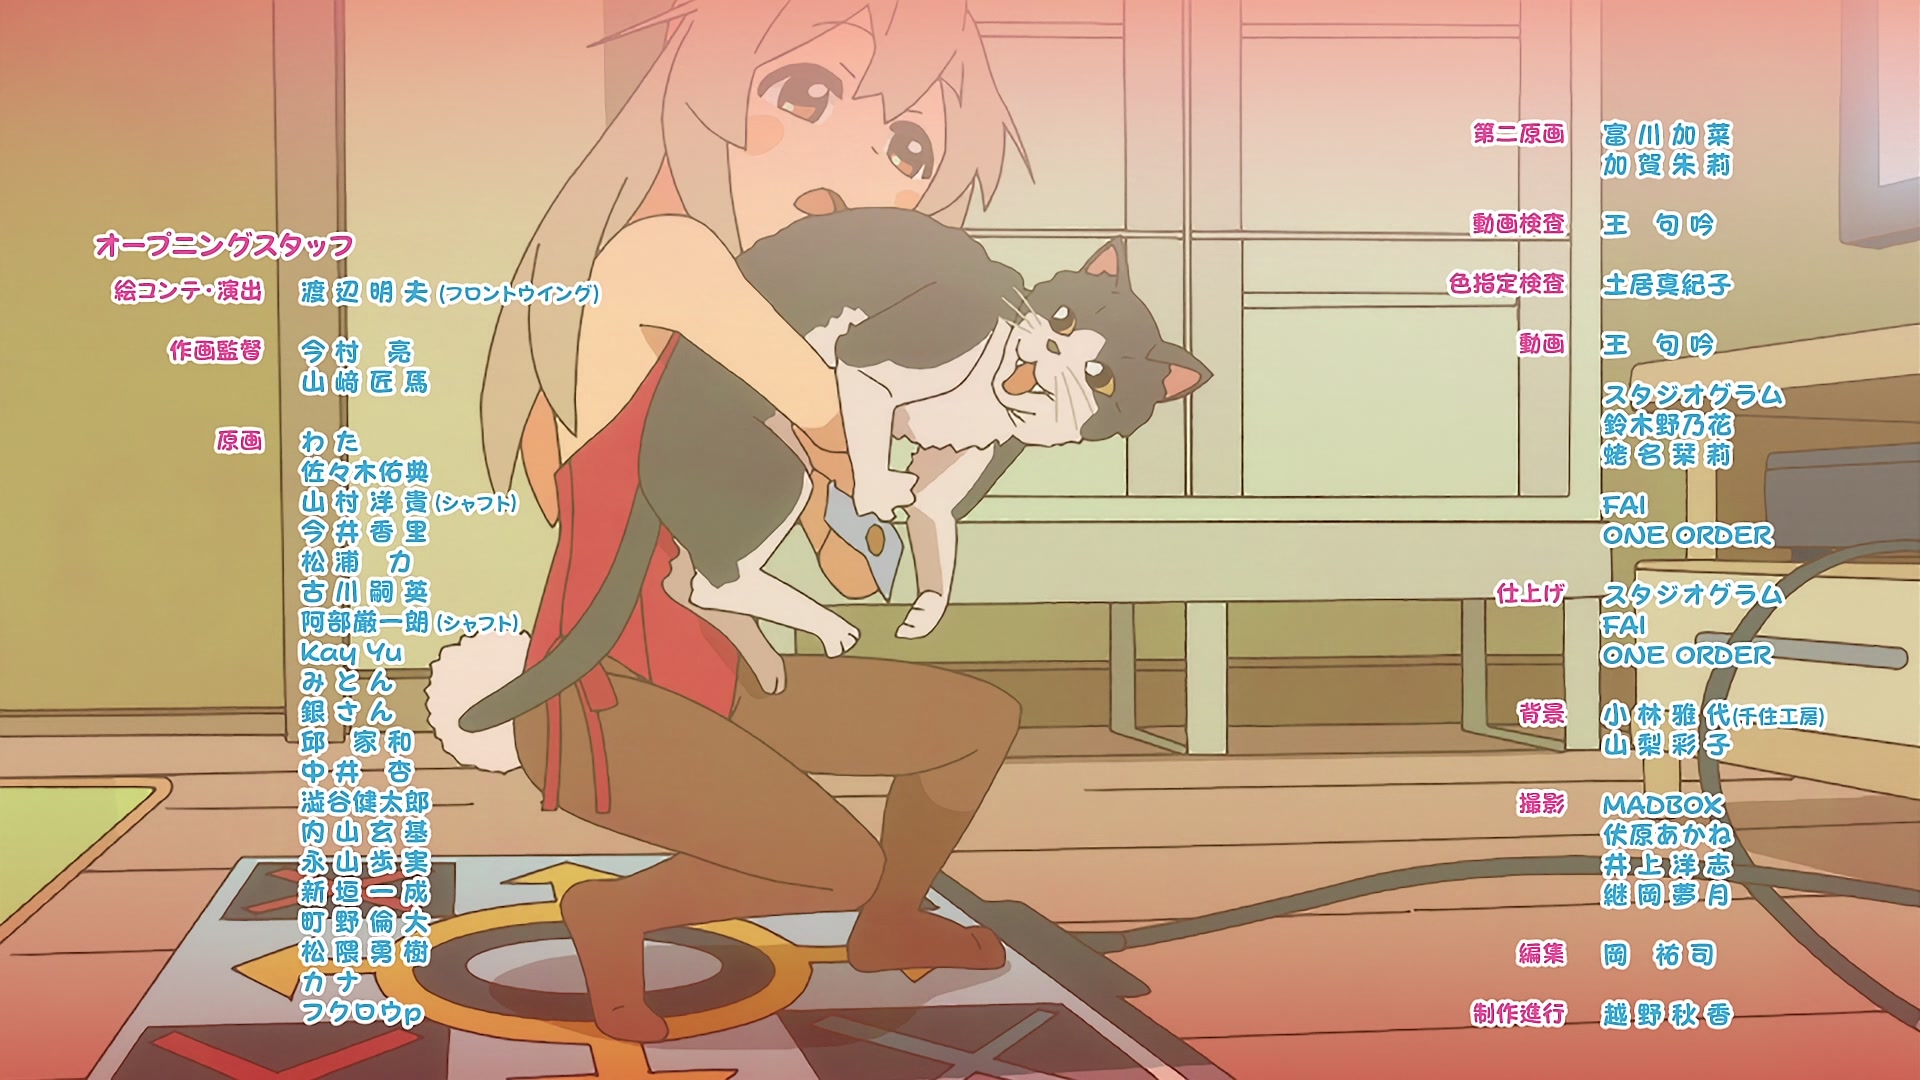 オープニングスタッフ
絵コンテ・演出 渡辺明夫(フロントウイング)
作画監督 今村 亮
山﨑匠馬
原画 わた
佐々木佑典
山村洋貴(シャフト)
今井香里
松浦 力
古川嗣英
阿部厳一朗(シャフト)
Kay Yu
みとん
銀さん
邱 家和
中井 杏
澁谷健太郎
内山玄基
永山歩実
新垣一成
町野倫大
松隈勇樹
カナ
フクロウp
第二原画 富川加菜
加賀朱莉
動画検査 王 句吟
色指定検査 土居真紀子
動画 王 句吟
スタジオグラム
鈴木野乃花
蛯名栞莉
FAI
ONE ORDER
仕上げ スタジオグラム
FAI
ONE ORDER
背景 小林雅代(千住工房)
山梨彩子
撮影 MADBOX
伏原あかね
井上洋志
継岡夢月
編集 岡 祐司
制作進行 越野秋香